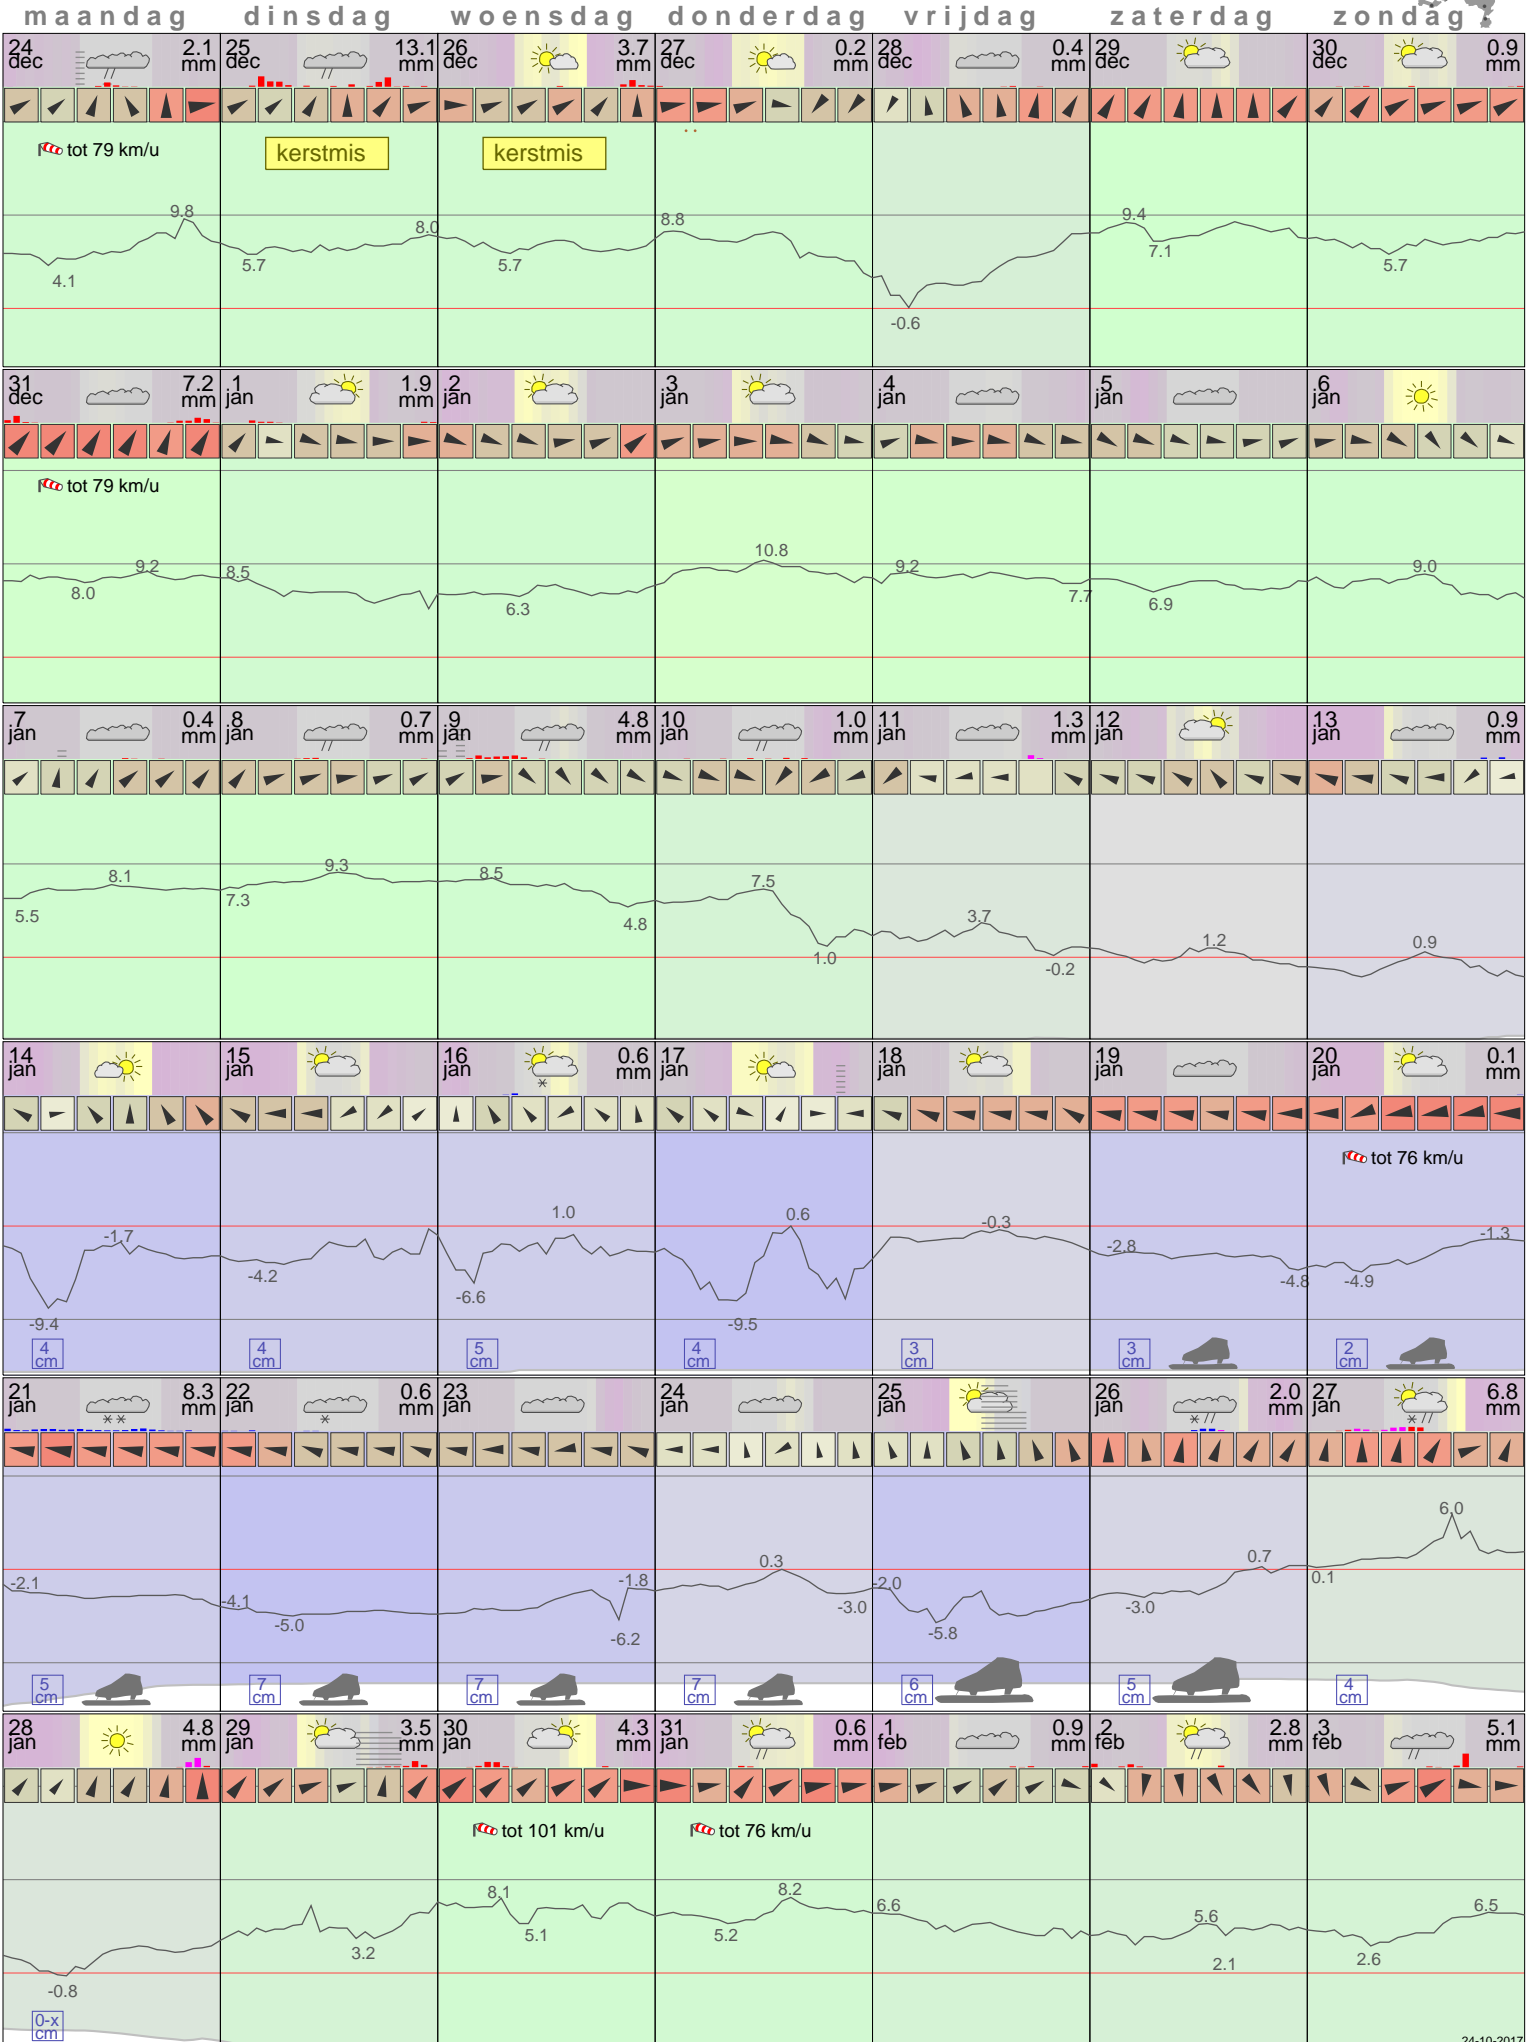 maandag dinsdag woensdag donderdag vrijdag zaterdag zondag
24 dec 2.1 mm 25 dec 13.1 mm 26 dec 3.7 mm 27 dec 0.2 mm 28 dec 0.4 mm 29 dec 30 dec 0.9 mm
tot 79 km/u kerstmis kerstmis
9.8 8.0 8.8 9.4
4.1 5.7 5.7 -0.6 7.1 5.7
31 dec 7.2 mm 1 jan 1.9 mm 2 jan 3 jan 4 jan 5 jan 6 jan
tot 79 km/u
9.2 8.5 10.8 9.2 9.0
8.0 6.3 7.7 6.9
7 jan 0.4 mm 8 jan 0.7 mm 9 jan 4.8 mm 10 jan 1.0 mm 11 jan 1.3 mm 12 jan 13 jan 0.9 mm
8.1 9.3 8.5 7.5 3.7 1.2 0.9
5.5 7.3 4.8 1.0 -0.2
14 jan 15 jan 16 jan 0.6 mm 17 jan 18 jan 19 jan 20 jan 0.1 mm
tot 76 km/u
-1.7 1.0 0.6 -0.3 -2.8 -1.3
-9.4 -4.2 -6.6 -9.5 -4.8 -4.9
4 cm 4 cm 5 cm 4 cm 3 cm 3 cm 2 cm
21 jan 8.3 mm 22 jan 0.6 mm 23 jan 24 jan 25 jan 26 jan 2.0 mm 27 jan 6.8 mm
-2.1 -4.1 -1.8 0.3 -2.0 0.7 6.0
-5.0 -6.2 -3.0 -5.8 -3.0 0.1
5 cm 7 cm 7 cm 7 cm 6 cm 5 cm 4 cm
28 jan 4.8 mm 29 jan 3.5 mm 30 jan 4.3 mm 31 jan 0.6 mm 1 feb 0.9 mm 2 feb 2.8 mm 3 feb 5.1 mm
tot 101 km/u tot 76 km/u
8.1 8.2 6.6 5.6 6.5
-0.8 3.2 5.1 5.2 2.1 2.6
0-x cm
24-10-2017